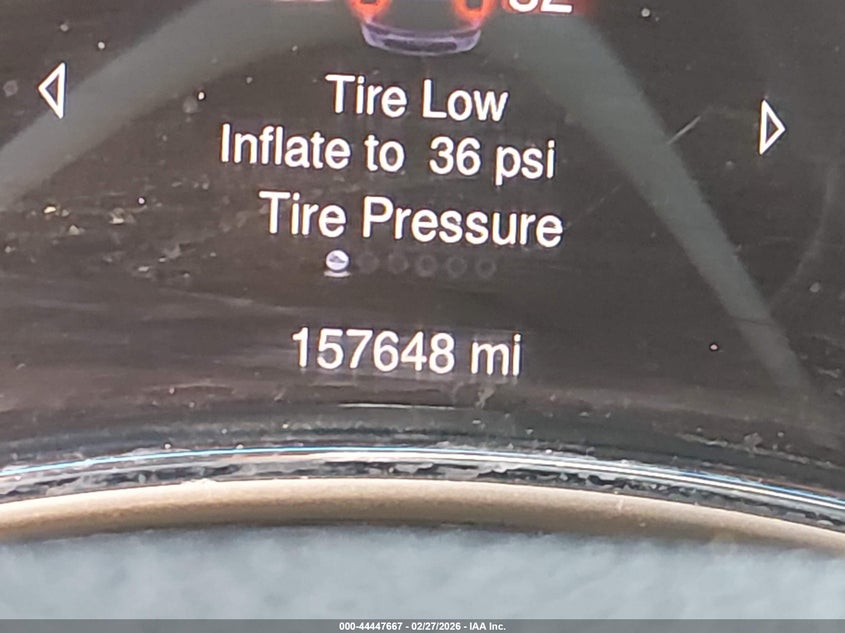 Tire Low
Inflate to 36 psi
Tire Pressure
157648 mi
000-44447667 - 02/27/2026 - IAA Inc.